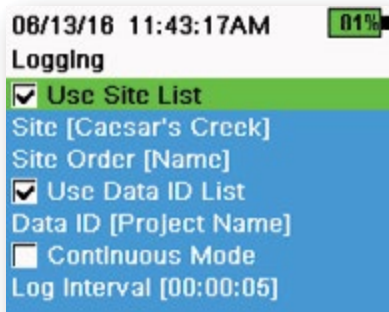 06/13/16 11:43:17AM 81%
Logging
Use Site List
Site [Caesar's Creek]
Site Order [Name]
Use Data ID List
Data ID [Project Name]
Continuous Mode
Log Interval [00:00:05]